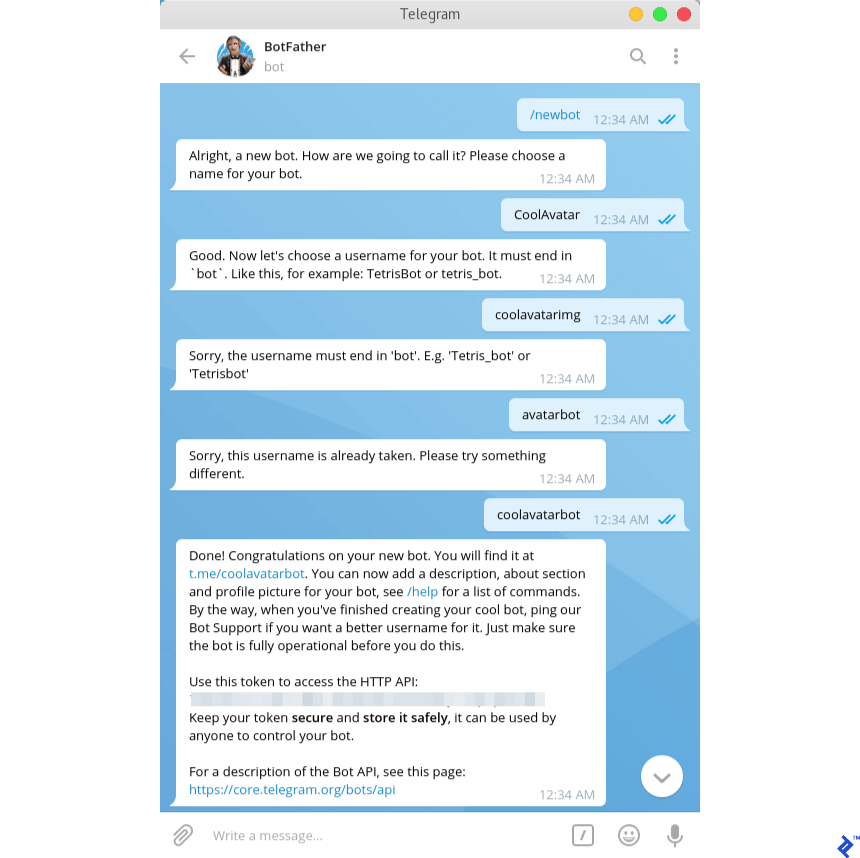 Telegram
BotFather
bot
/newbot 12:34 AM
Alright, a new bot. How are we going to call it? Please choose a
name for your bot. 12:34 AM
CoolAvatar 12:34 AM
Good. Now let's choose a username for your bot. It must end in
`bot`. Like this, for example: TetrisBot or tetris_bot. 12:34 AM
coolavatarimg 12:34 AM
Sorry, the username must end in 'bot'. E.g. 'Tetris_bot' or
'Tetrisbot' 12:34 AM
avatarbot 12:34 AM
Sorry, this username is already taken. Please try something
different. 12:34 AM
coolavatarbot 12:34 AM
Done! Congratulations on your new bot. You will find it at
t.me/coolavatarbot. You can now add a description, about section
and profile picture for your bot, see /help for a list of commands.
By the way, when you've finished creating your cool bot, ping our
Bot Support if you want a better username for it. Just make sure
the bot is fully operational before you do this.
Use this token to access the HTTP API:
Keep your token secure and store it safely, it can be used by
anyone to control your bot.
For a description of the Bot API, see this page:
https://core.telegram.org/bots/api 12:34 AM
Write a message...
/
TM